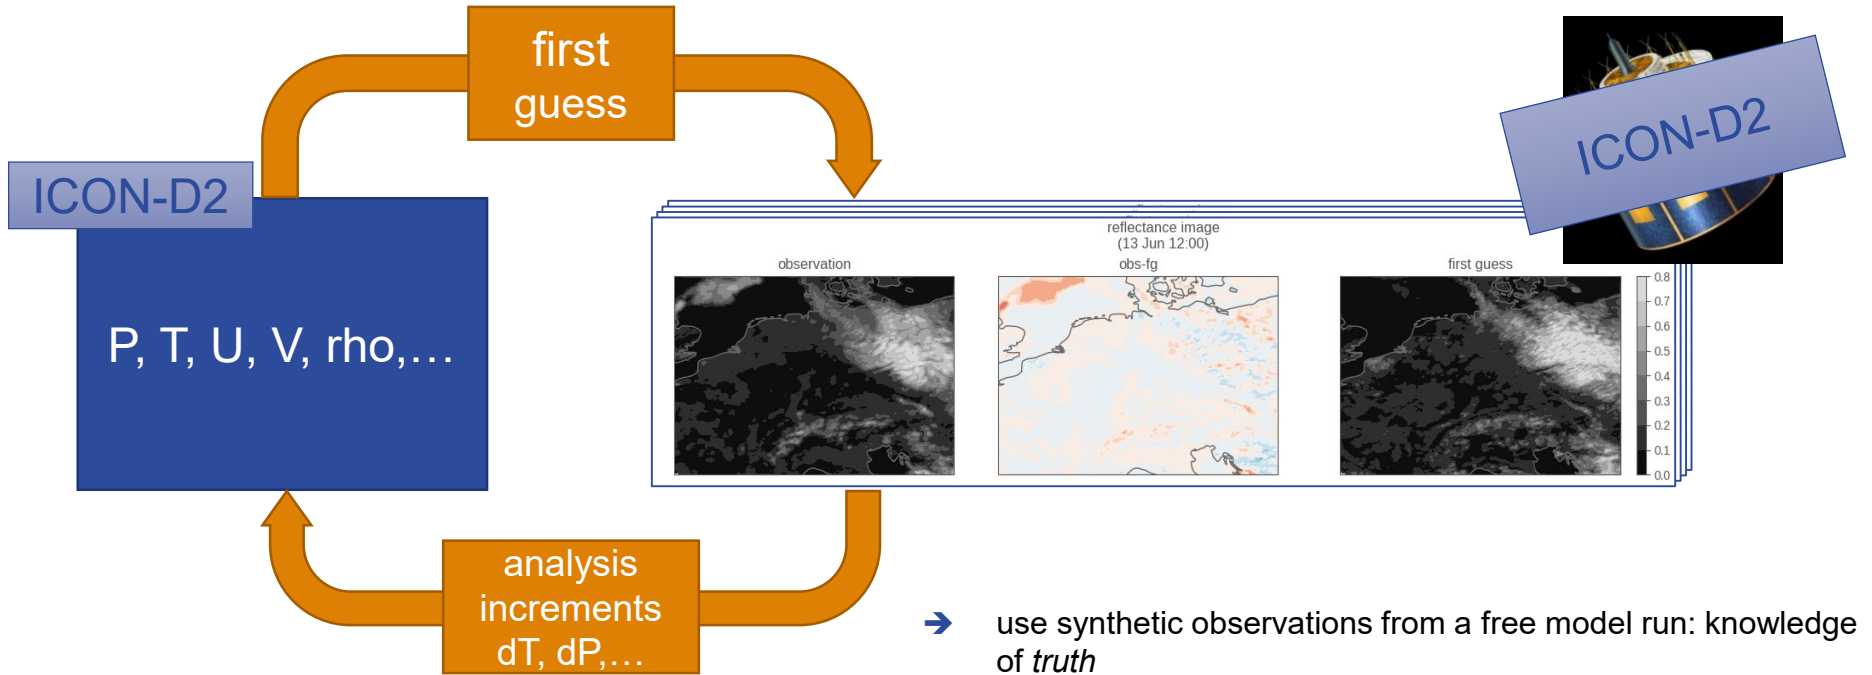 first
guess
ICON-D2
ICON-D2
P, T, U, V, rho,...
reflectance image
(13 Jun 12:00)
observation
obs-fg
first guess
0.8
0.7
0.6
0.5
0.4
0.3
0.2
0.1
0.0
analysis
increments
dT, dP,...
➔ use synthetic observations from a free model run: knowledge
of truth